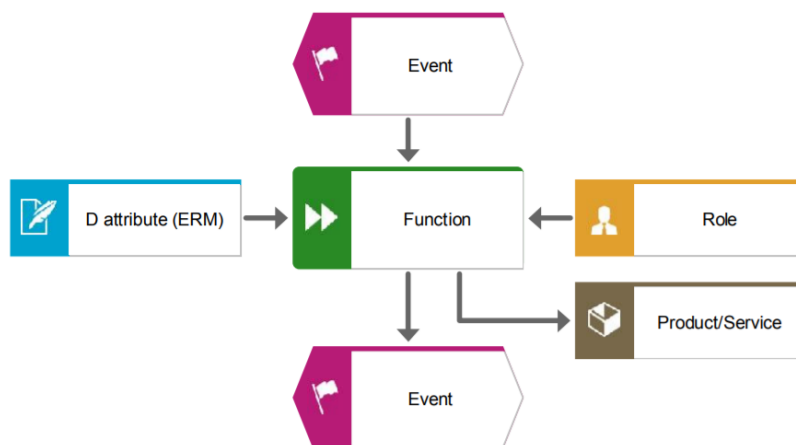 Event
D attribute (ERM)
Function
Role
Product/Service
Event